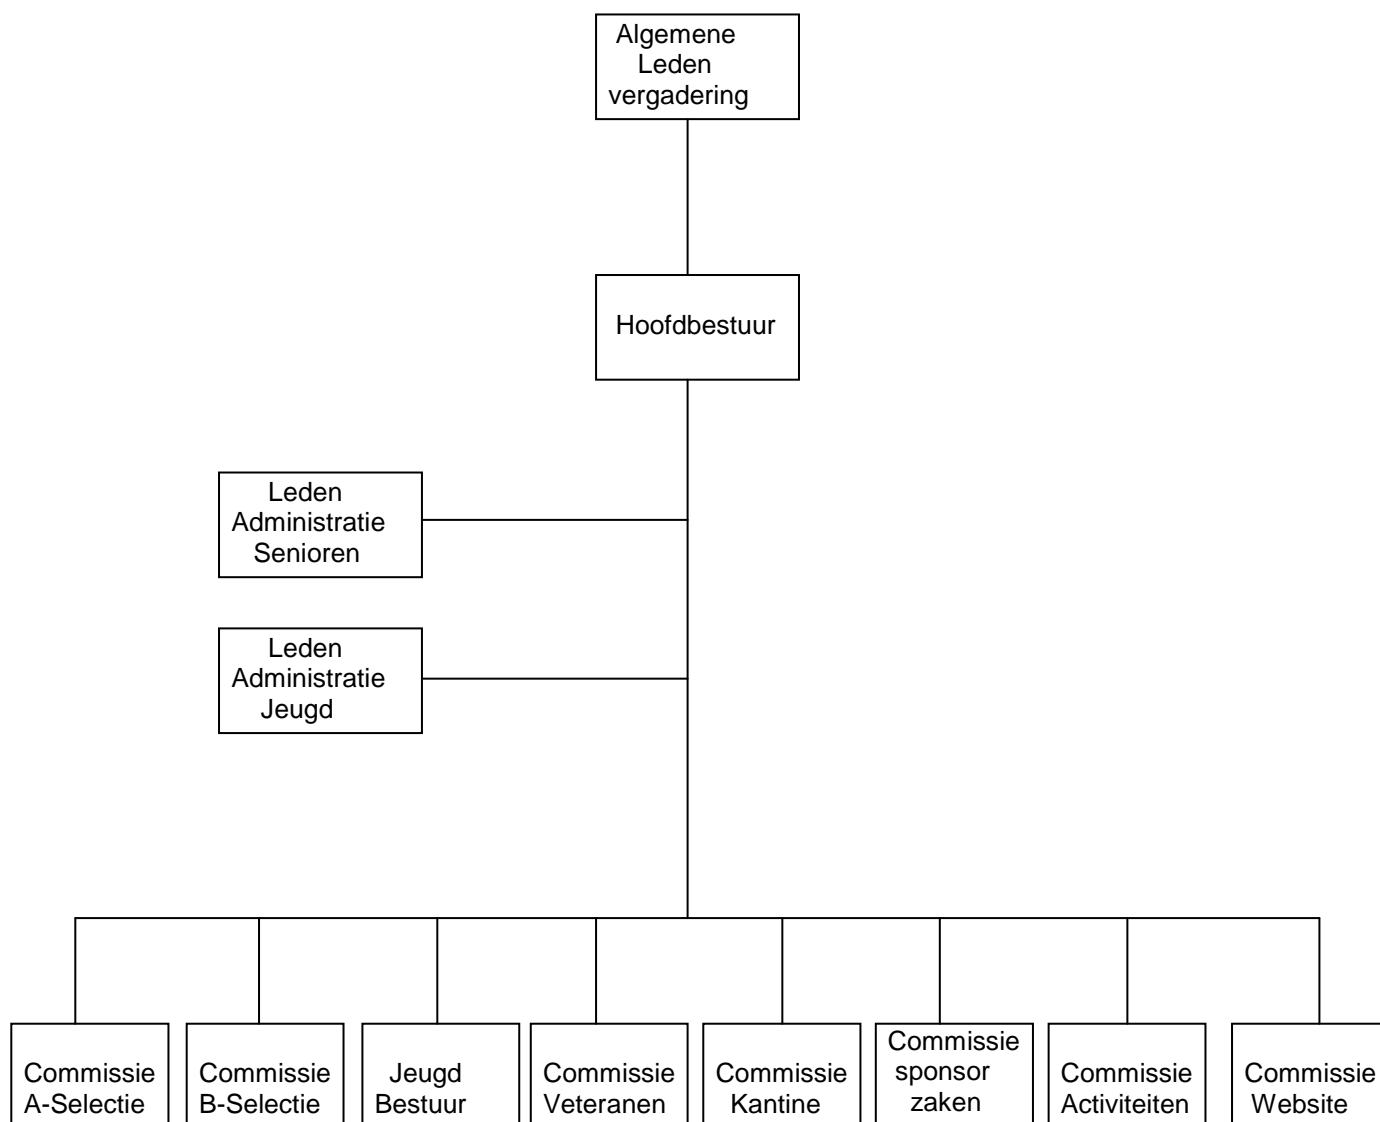 Algemene
Leden
vergadering
Hoofdbestuur
Leden
Administratie
Senioren
Leden
Administratie
Jeugd
Commissie
A-Selectie
Commissie
B-Selectie
Jeugd
Bestuur
Commissie
Veteranen
Commissie
Kantine
Commissie
sponsor
zaken
Commissie
Activiteiten
Commissie
Website